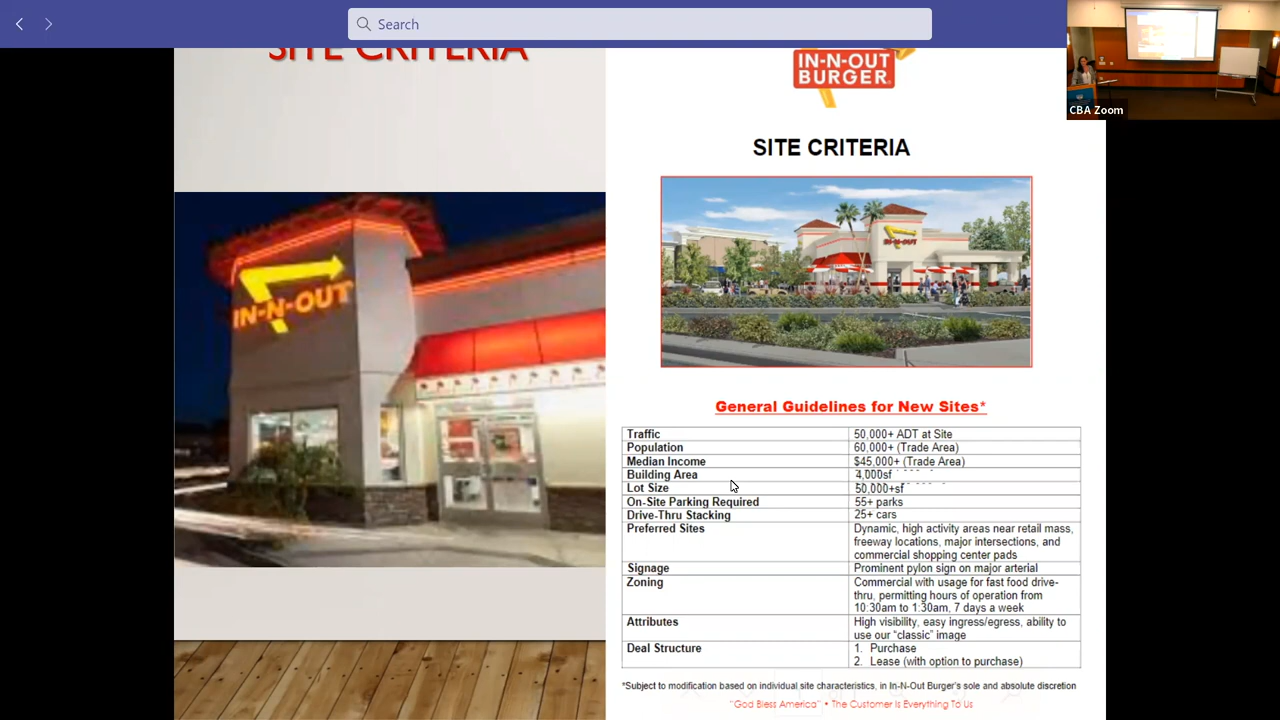 Search
CBA Zoom
SITE CRITERIA
IN-N-OUT
IN-N-OUT
BURGER
SITE CRITERIA
IN-N-OUT
General Guidelines for New Sites*
Traffic 50,000+ ADT at Site
Population 60,000+ (Trade Area)
Median Income $45,000+ (Trade Area)
Building Area 4,000sf
Lot Size 50,000+sf
On-Site Parking Required 55+ parks
Drive-Thru Stacking 25+ cars
Preferred Sites Dynamic, high activity areas near retail mass,
freeway locations, major intersections, and
commercial shopping center pads
Signage Prominent pylon sign on major arterial
Zoning Commercial with usage for fast food drive-
thru, permitting hours of operation from
10:30am to 1:30am, 7 days a week
Attributes High visibility, easy ingress/egress, ability to
use our “classic” image
Deal Structure 1. Purchase
2. Lease (with option to purchase)
*Subject to modification based on individual site characteristics, in In-N-Out Burger's sole and absolute discretion
“God Bless America” • The Customer Is Everything To Us